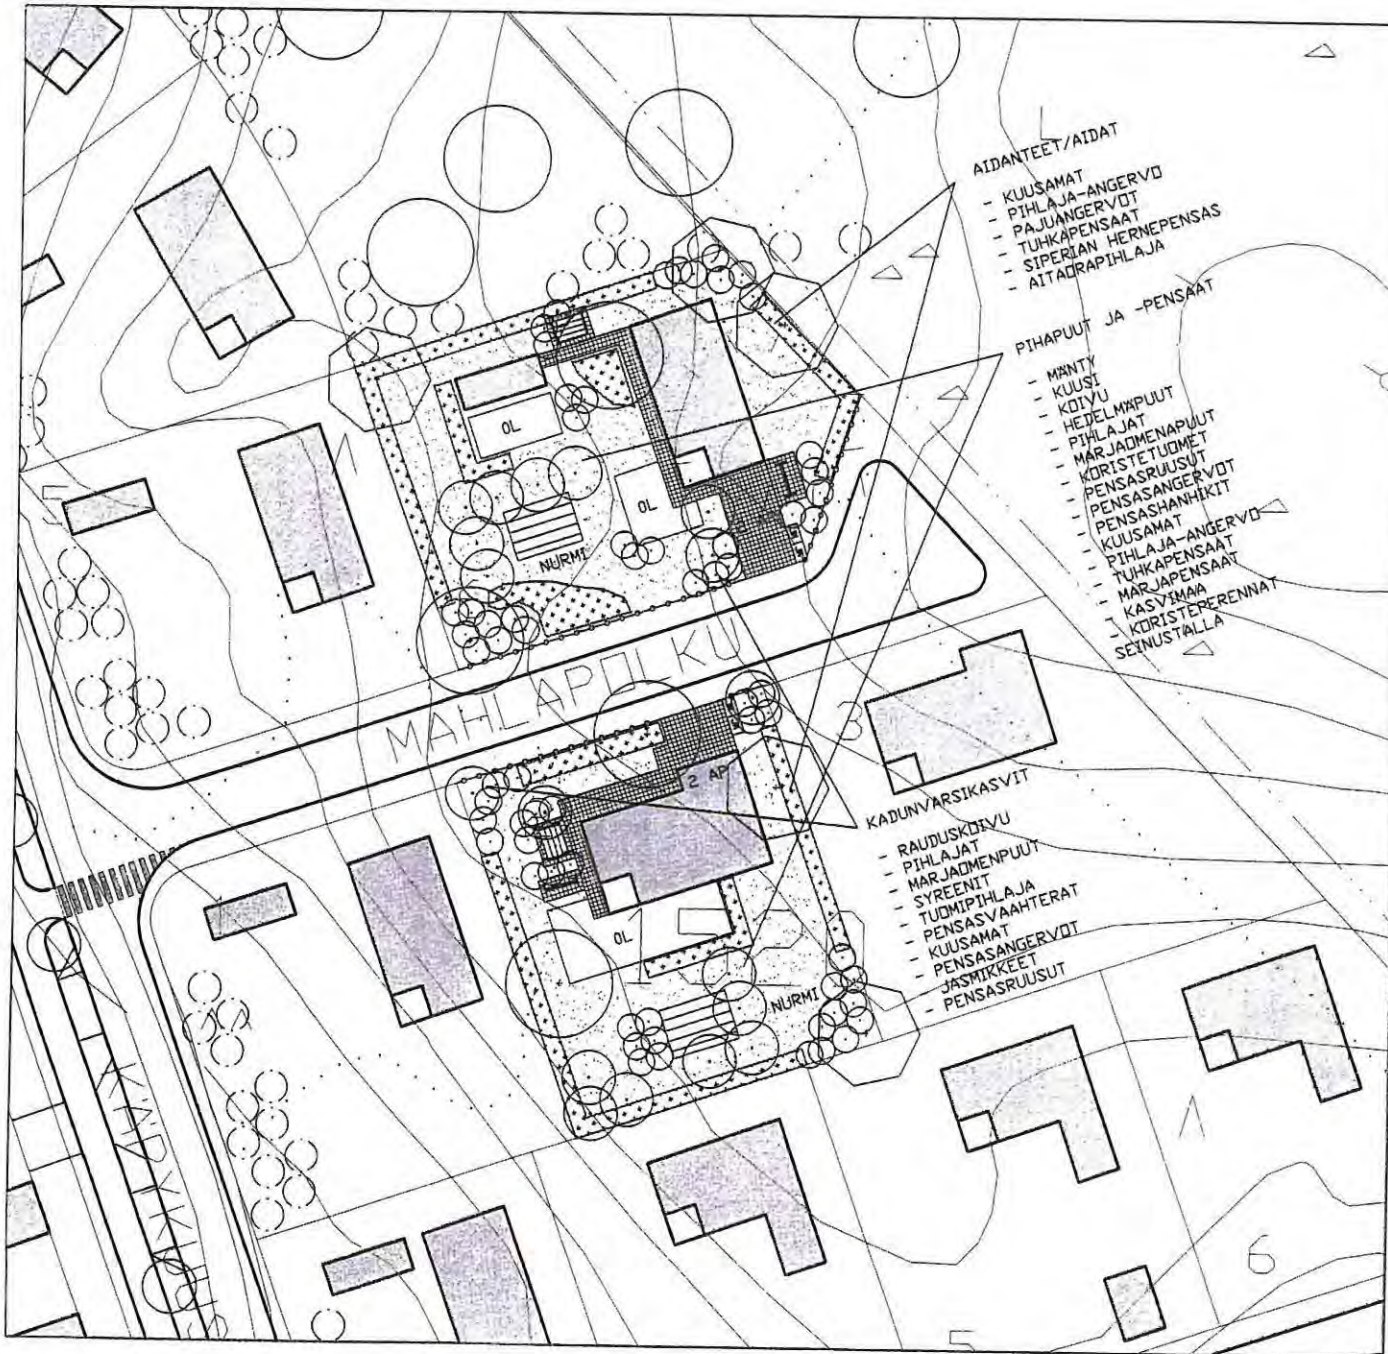 AIDANTEET/AIDAT
- KUUSAMAT
- PIHLAJA-ANGERVO
- PAJUANGERVOT
- TUHKAPENSAAT
- SIPERIAN HERNEPENSAS
- AITAORAPIHLAJA
PIHAPUUT JA -PENSAAT
- MÄNTY
- KUUSI
- KOIVU
- HEDELMÄPUUT
- PIHLAJAT
- MARJAOMENAPUUT
- KORISTETUOMET
- PENSASRUUSUT
- PENSASANGERVOT
- PENSASHANHIKIT
- KUUSAMAT
- PIHLAJA-ANGERVO
- TUHKAPENSAAT
- MARJAPENSAAT
- KASVIMAA
- KORISTEPERENNAT
SEINUSTALLA
1
5
OL
OL
NURMI
MAHLAPOLKU
3
2 AP
KADUNVARSIKASVIT
- RAUDUSKOIVU
- PIHLAJAT
- MARJAOMENPUUT
- SYREENIT
- TUOMIPIHLAJA
- PENSASVAAHTERAT
- KUUSAMAT
- PENSASANGERVOT
- JASMIKKEET
- PENSASRUUSUT
OL
NURMI
1
6
5